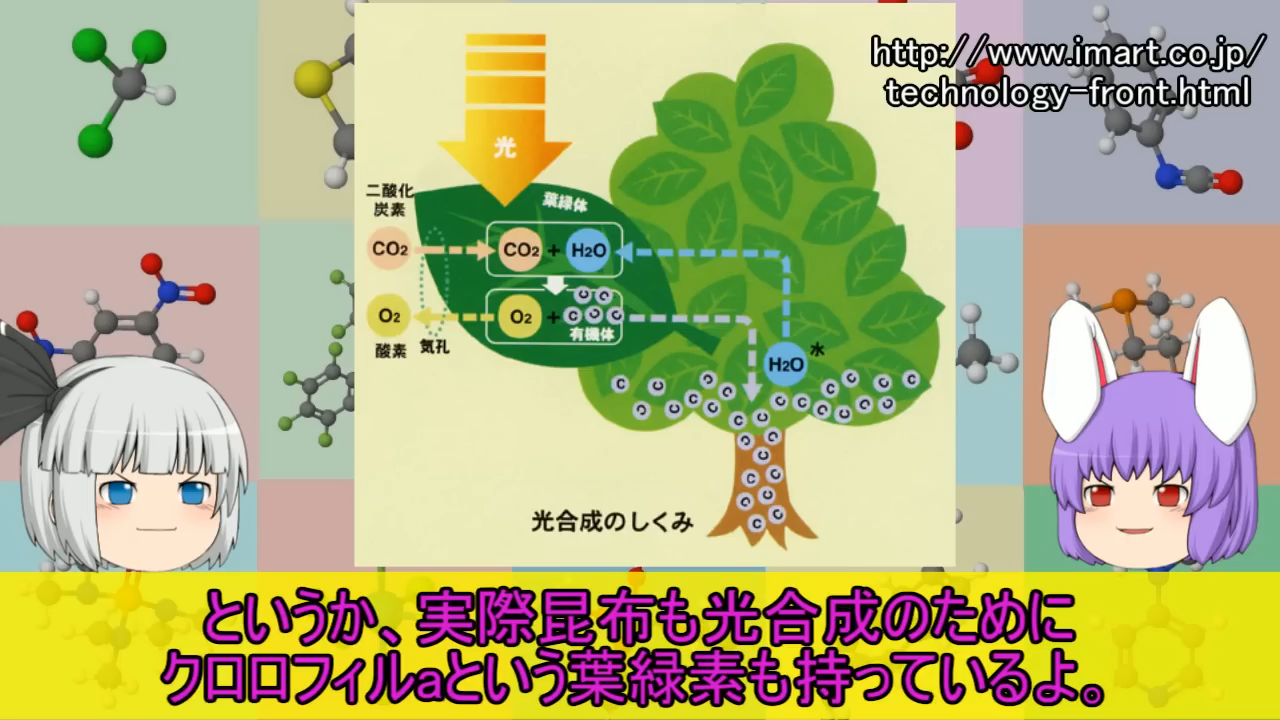 http://www.imart.co.jp/
technology-front.html
光
二酸化
炭素
葉緑体
CO2
CO2 + H2O
O2
O2 + C C C C C
有機体
酸素
気孔
H2O
水
C C C C C C C C C C C C C C C C C C
C C C C C C C C C C C
光合成のしくみ
というか、実際昆布も光合成のために
クロロフィルaという葉緑素も持っているよ。